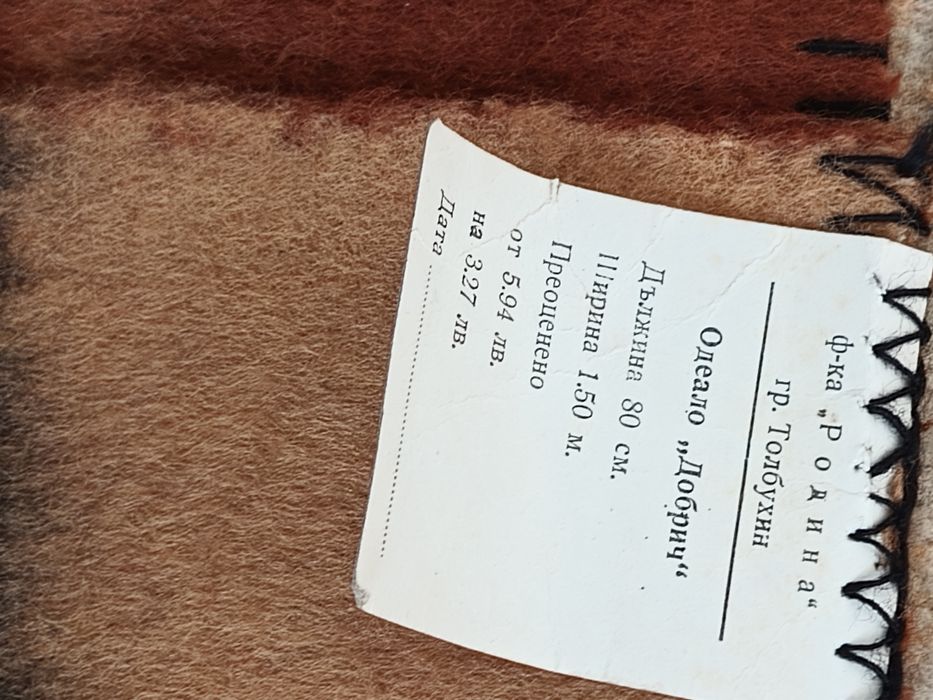 ф-ка „Родина“
гр. Толбухин
Одеало „Добрич“
Дължина 80 см.
Ширина 1.50 м.
Преоценено
от 5.94 лв.
на 3.27 лв.
Дата